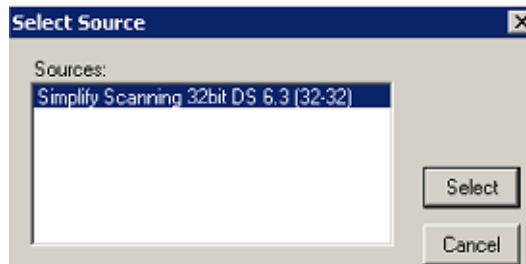 Select Source
Sources:
Simplify Scanning 32bit DS 6.3 (32-32)
Select
Cancel